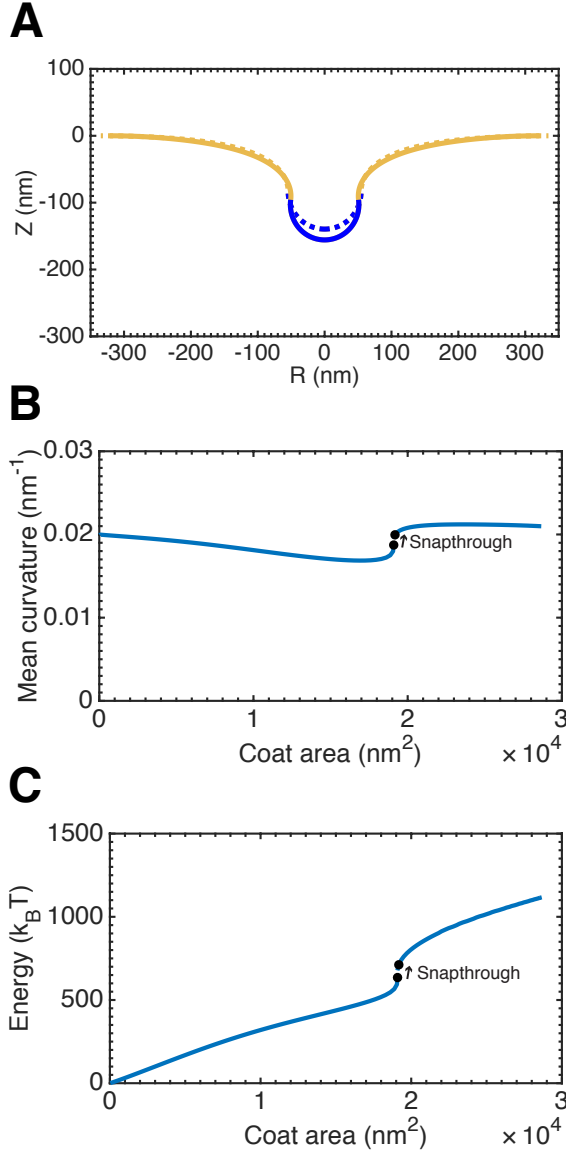 A
100
0
-100
-200
-300
Z (nm)
-300 -200 -100 0 100 200 300
R (nm)
B
0.03
0.02
0.01
0
Mean curvature (nm⁻¹)
Snapthrough
0 1 2 3
Coat area (nm²) × 10⁴
C
1500
1000
500
0
Energy (k_BT)
Snapthrough
0 1 2 3
Coat area (nm²) × 10⁴